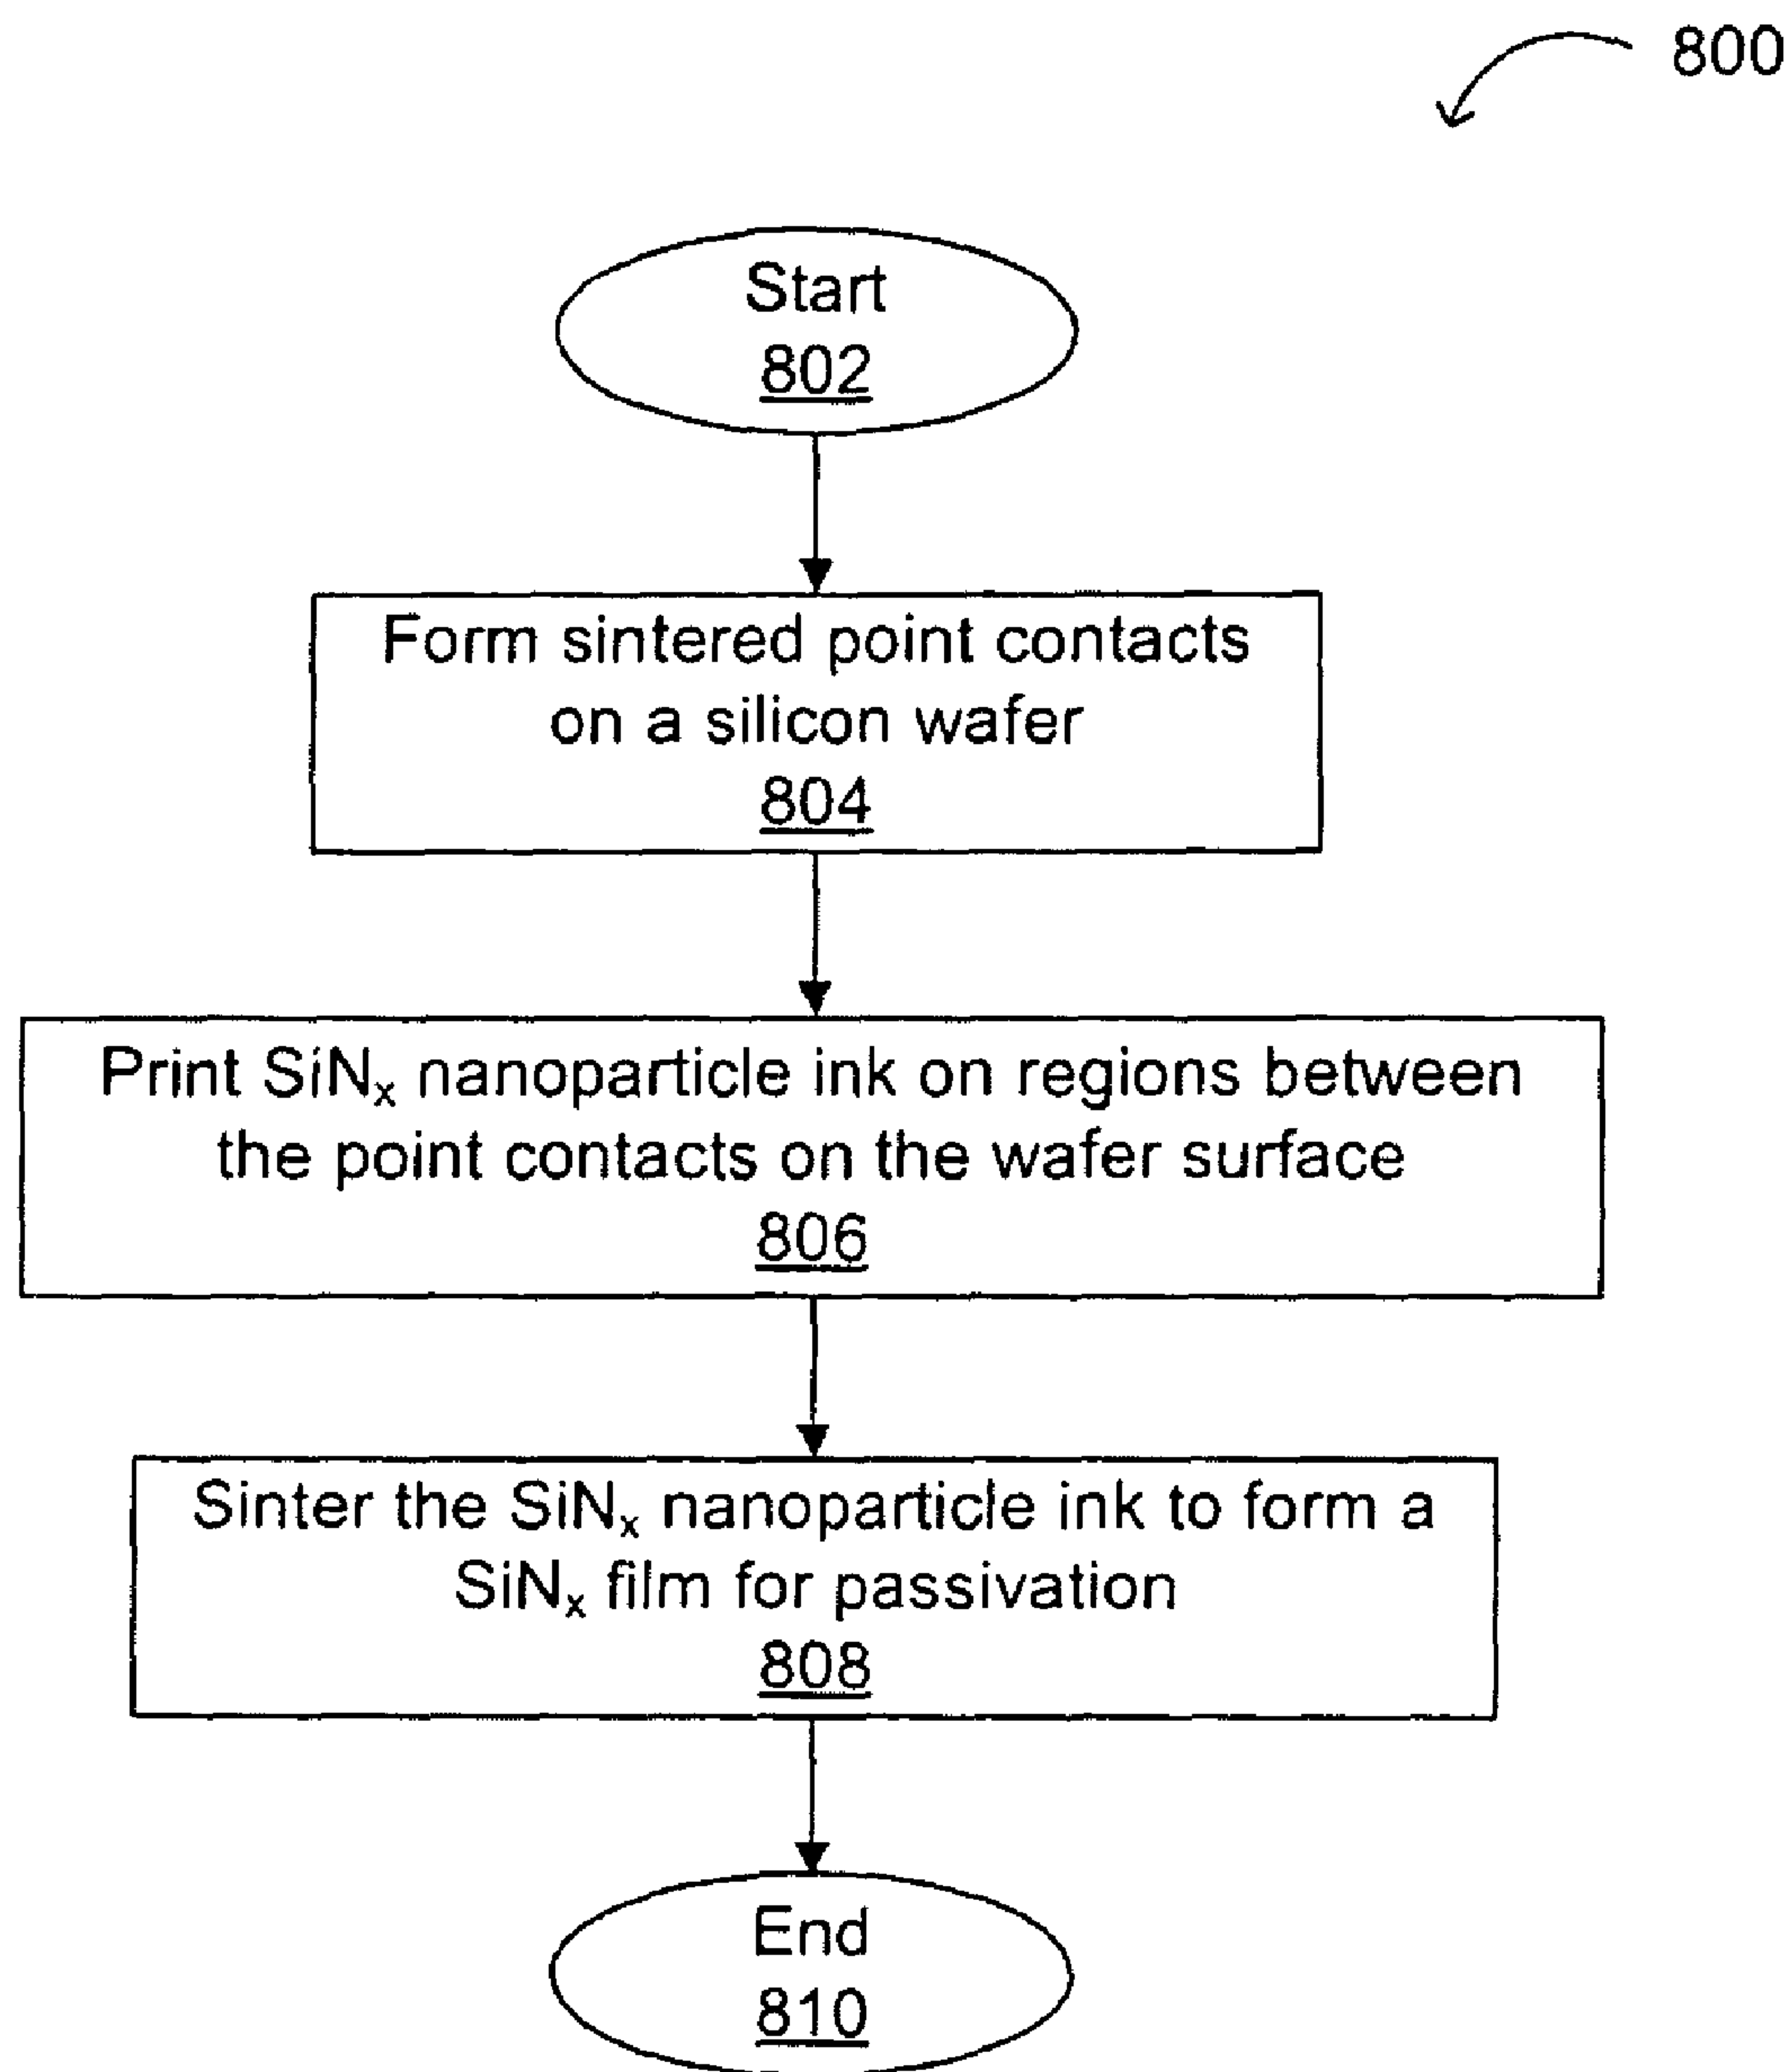 800
Start
802
Form sintered point contacts
on a silicon wafer
804
Print SiNₓ nanoparticle ink on regions between
the point contacts on the wafer surface
806
Sinter the SiNₓ nanoparticle ink to form a
SiNₓ film for passivation
808
End
810